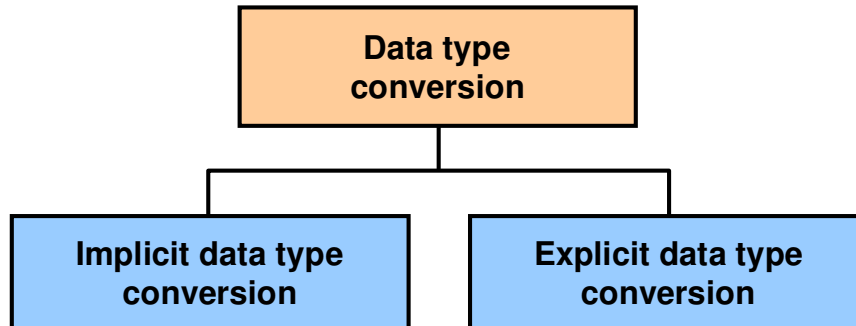 Data type
conversion
Implicit data type
conversion
Explicit data type
conversion